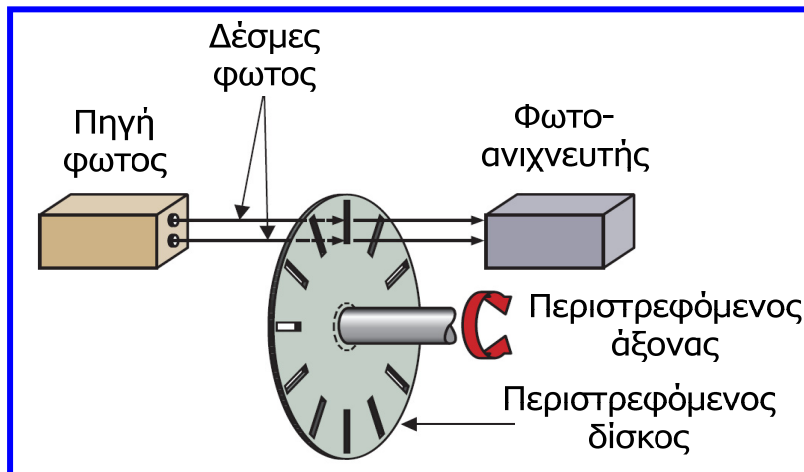 Δέσμες
φωτος
Πηγή
φωτος
Φωτο-
ανιχνευτής
Περιστρεφόμενος
άξονας
Περιστρεφόμενος
δίσκος